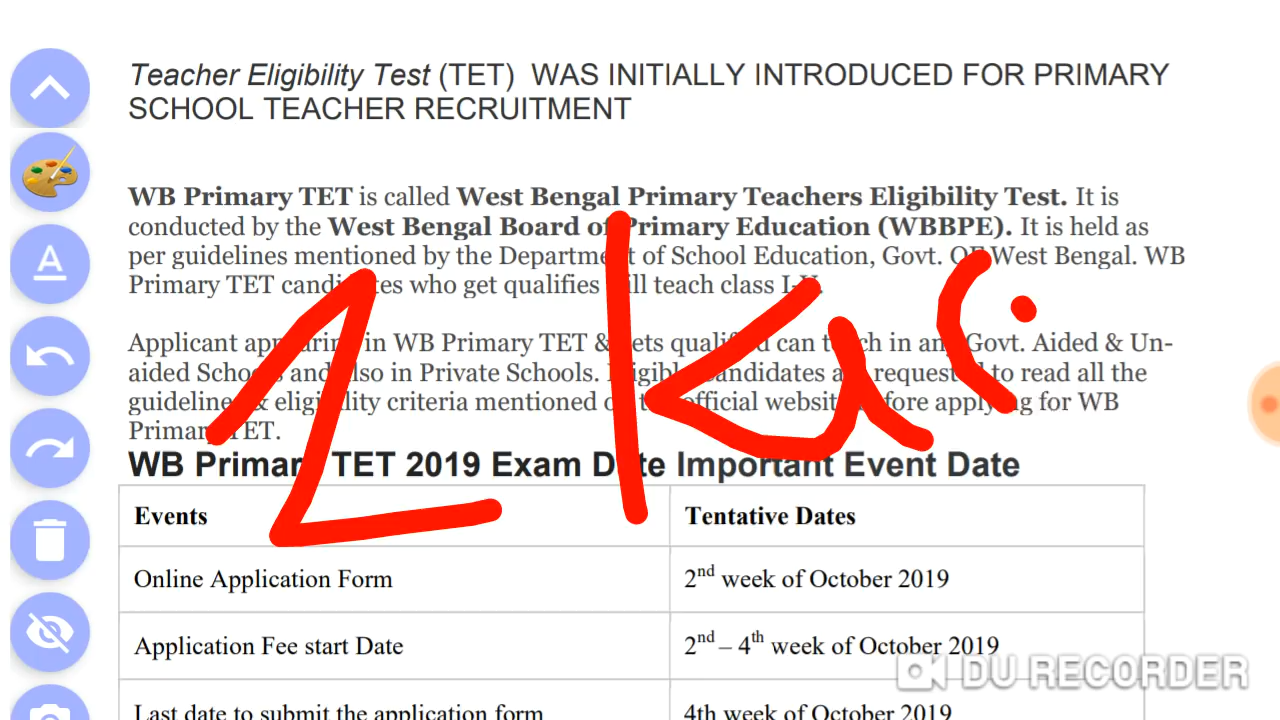 Teacher Eligibility Test (TET) WAS INITIALLY INTRODUCED FOR PRIMARY
SCHOOL TEACHER RECRUITMENT
WB Primary TET is called West Bengal Primary Teachers Eligibility Test. It is
conducted by the West Bengal Board of Primary Education (WBBPE). It is held as
per guidelines mentioned by the Department of School Education, Govt. OF West Bengal. WB
Primary TET candidates who get qualifies will teach class I-V.
Applicant appearing in WB Primary TET & gets qualified can teach in any Govt. Aided & Un-
aided Schools and also in Private Schools. Eligible candidates are requested to read all the
guidelines & eligibility criteria mentioned on the official website before applying for WB
Primary TET.
WB Primary TET 2019 Exam Date Important Event Date
Events Tentative Dates
Online Application Form 2nd week of October 2019
Application Fee start Date 2nd – 4th week of October 2019
Last date to submit the application form 4th week of October 2019
DU RECORDER